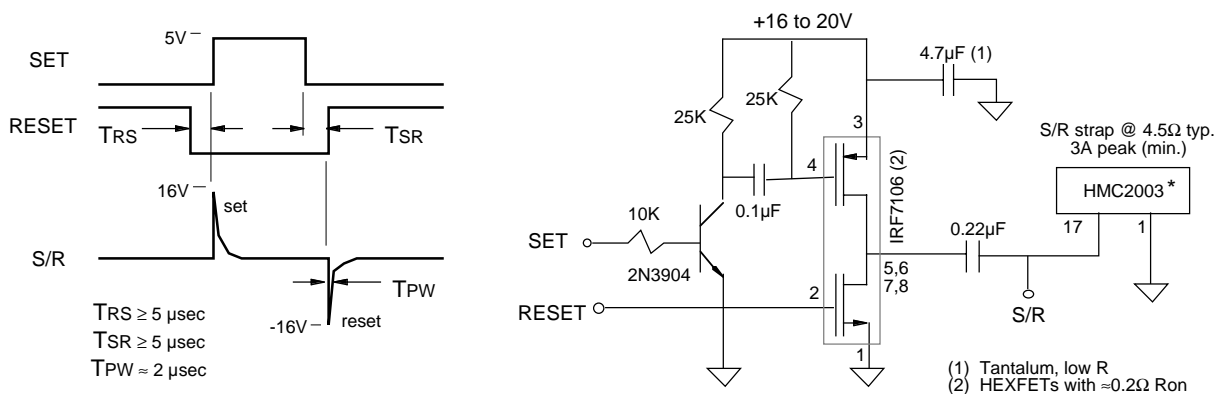 5V
SET
RESET
TRS
TSR
16V
set
S/R
TPW
-16V
reset
TRS ≥ 5 µsec
TSR ≥ 5 µsec
TPW ≈ 2 µsec
+16 to 20V
4.7µF (1)
25K
25K
3
S/R strap @ 4.5Ω typ.
3A peak (min.)
4
IRF7106 (2)
HMC2003*
10K
0.1µF
17
1
0.22µF
SET
2N3904
5,6
7,8
2
RESET
S/R
1
(1) Tantalum, low R
(2) HEXFETs with ≈0.2Ω Ron